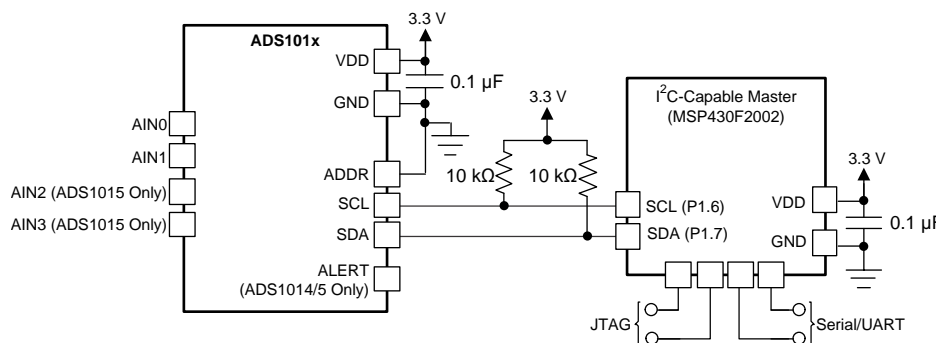 3.3 V
ADS101x
VDD
0.1 µF
GND
AIN0
AIN1
AIN2 (ADS1015 Only)
AIN3 (ADS1015 Only)
ADDR
SCL
SDA
ALERT
(ADS1014/5 Only)
3.3 V
10 kΩ
10 kΩ
I²C-Capable Master
(MSP430F2002)
SCL (P1.6)
SDA (P1.7)
3.3 V
VDD
0.1 µF
GND
JTAG
Serial/UART